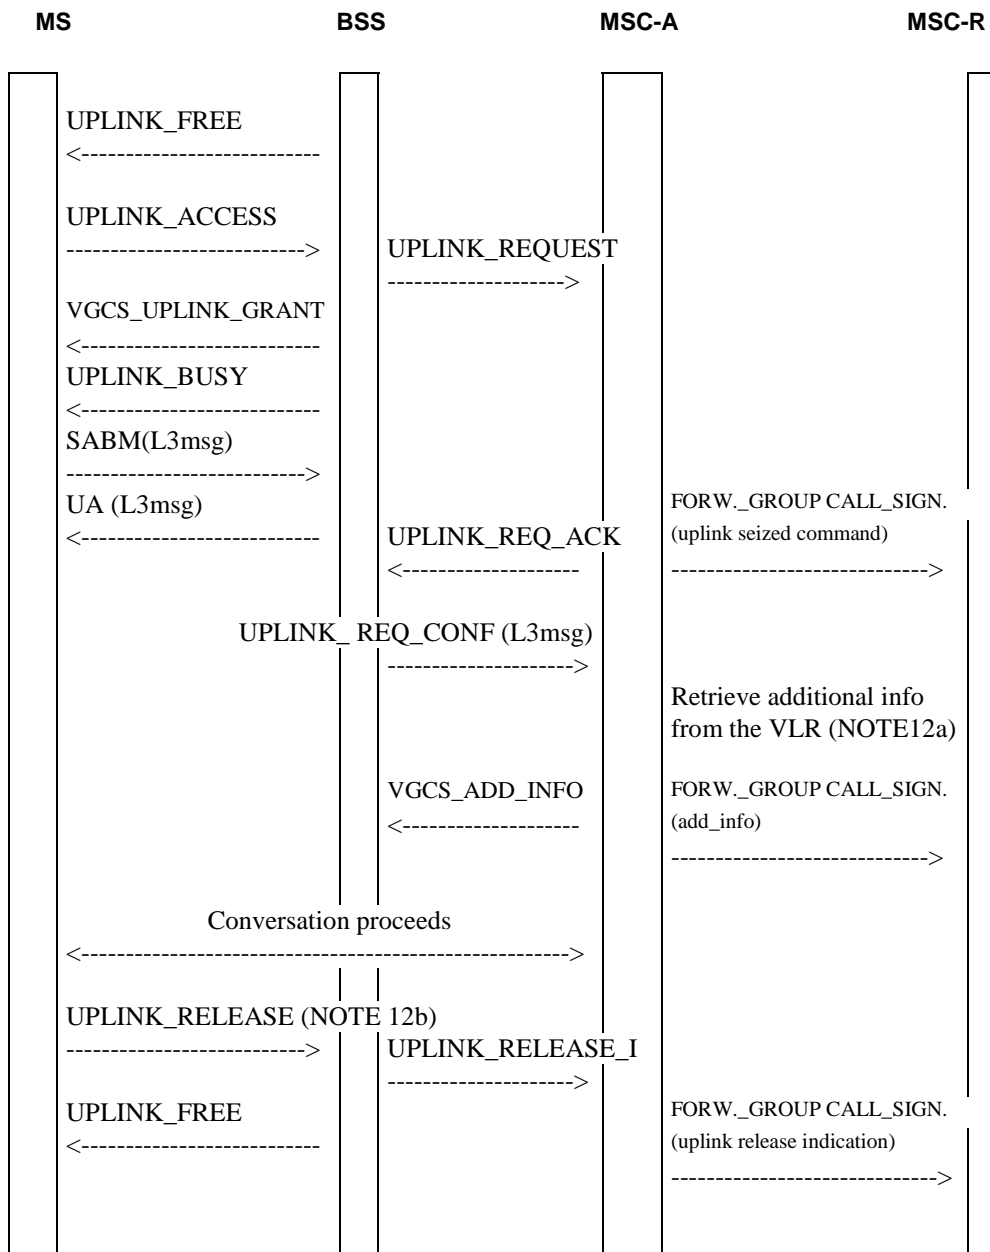 MS BSS MSC-A MSC-R
UPLINK_FREE
<---------------------------
UPLINK_ACCESS
--------------------------->
UPLINK_REQUEST
-------------------->
VGCS_UPLINK_GRANT
<---------------------------
UPLINK_BUSY
<---------------------------
SABM(L3msg)
--------------------------->
UA (L3msg)
<---------------------------
FORW._GROUP CALL_SIGN.
(uplink seized command)
----------------------------->
UPLINK_REQ_ACK
<--------------------
UPLINK_ REQ_CONF (L3msg)
--------------------->
Retrieve additional info
from the VLR (NOTE12a)
VGCS_ADD_INFO
<--------------------
FORW._GROUP CALL_SIGN.
(add_info)
----------------------------->
Conversation proceeds
<------------------------------------------------------->
UPLINK_RELEASE (NOTE 12b)
--------------------------->
UPLINK_RELEASE_I
--------------------->
UPLINK_FREE
<---------------------------
FORW._GROUP CALL_SIGN.
(uplink release indication)
------------------------------>